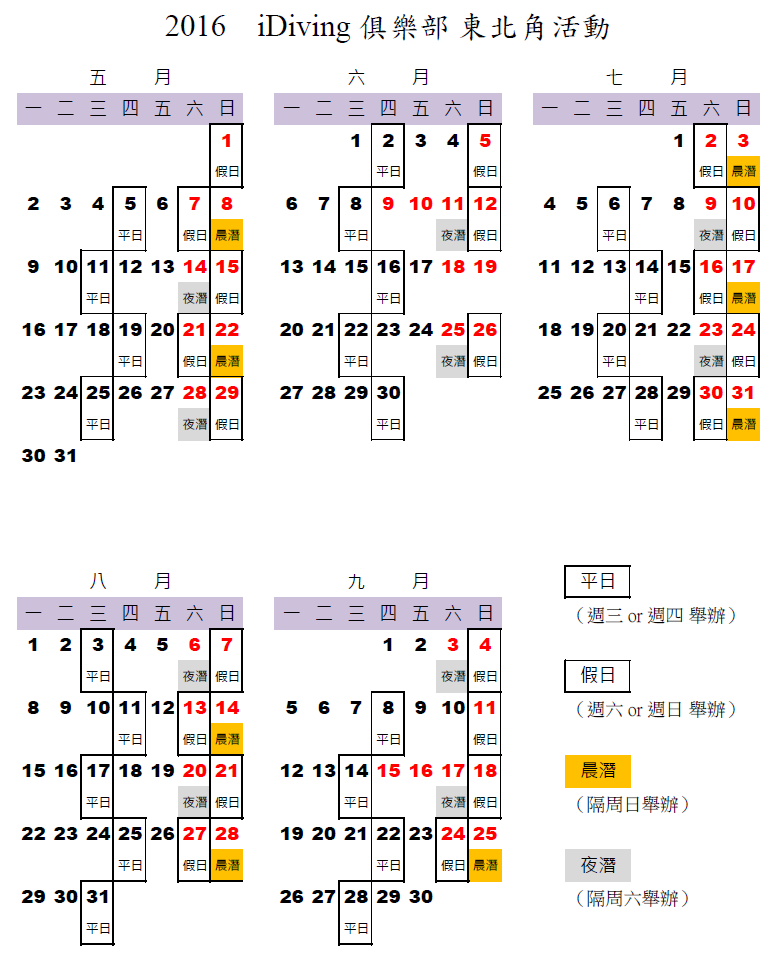 2016 iDiving 俱樂部 東北角活動
五 月
一 二 三 四 五 六 日
1
假日
2 3 4 5 6 7 8
平日 假日 晨潛
9 10 11 12 13 14 15
平日 夜潛 假日
16 17 18 19 20 21 22
平日 假日 晨潛
23 24 25 26 27 28 29
平日 夜潛 假日
30 31
六 月
一 二 三 四 五 六 日
1 2 3 4 5
平日 假日
6 7 8 9 10 11 12
平日 夜潛 假日
13 14 15 16 17 18 19
平日
20 21 22 23 24 25 26
平日 夜潛 假日
27 28 29 30
平日
七 月
一 二 三 四 五 六 日
1 2 3
假日 晨潛
4 5 6 7 8 9 10
平日 夜潛 假日
11 12 13 14 15 16 17
平日 假日 晨潛
18 19 20 21 22 23 24
平日 夜潛 假日
25 26 27 28 29 30 31
平日 假日 晨潛
八 月
一 二 三 四 五 六 日
1 2 3 4 5 6 7
平日 夜潛 假日
8 9 10 11 12 13 14
平日 假日 晨潛
15 16 17 18 19 20 21
平日 夜潛 假日
22 23 24 25 26 27 28
平日 假日 晨潛
29 30 31
平日
九 月
一 二 三 四 五 六 日
1 2 3 4
夜潛 假日
5 6 7 8 9 10 11
平日 假日
12 13 14 15 16 17 18
平日 夜潛 假日
19 20 21 22 23 24 25
平日 假日 晨潛
26 27 28 29 30
平日
平日
（週三 or 週四 舉辦）
假日
（週六 or 週日 舉辦）
晨潛
（隔周日舉辦）
夜潛
（隔周六舉辦）